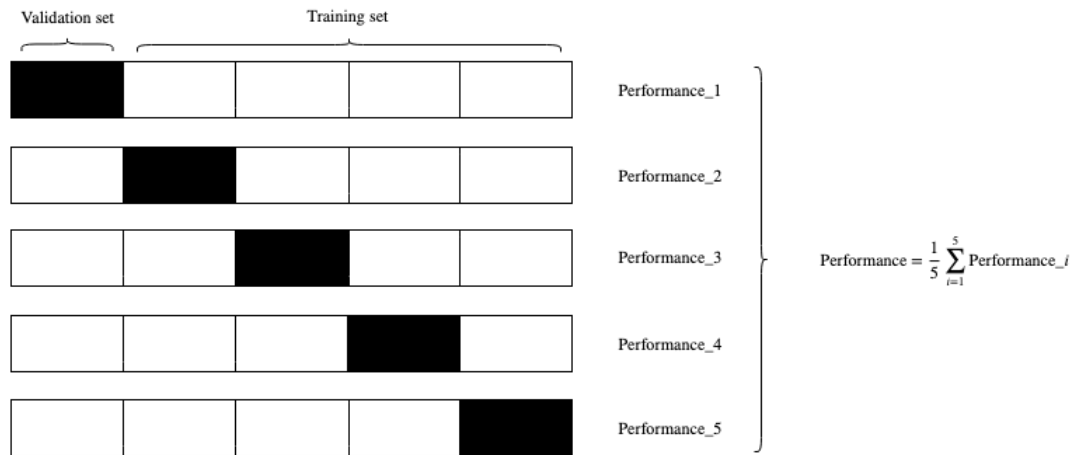 Validation set
Training set
Performance_1
Performance_2
Performance_3
Performance = 1/5 ∑_{i=1}^{5} Performance_i
Performance_4
Performance_5